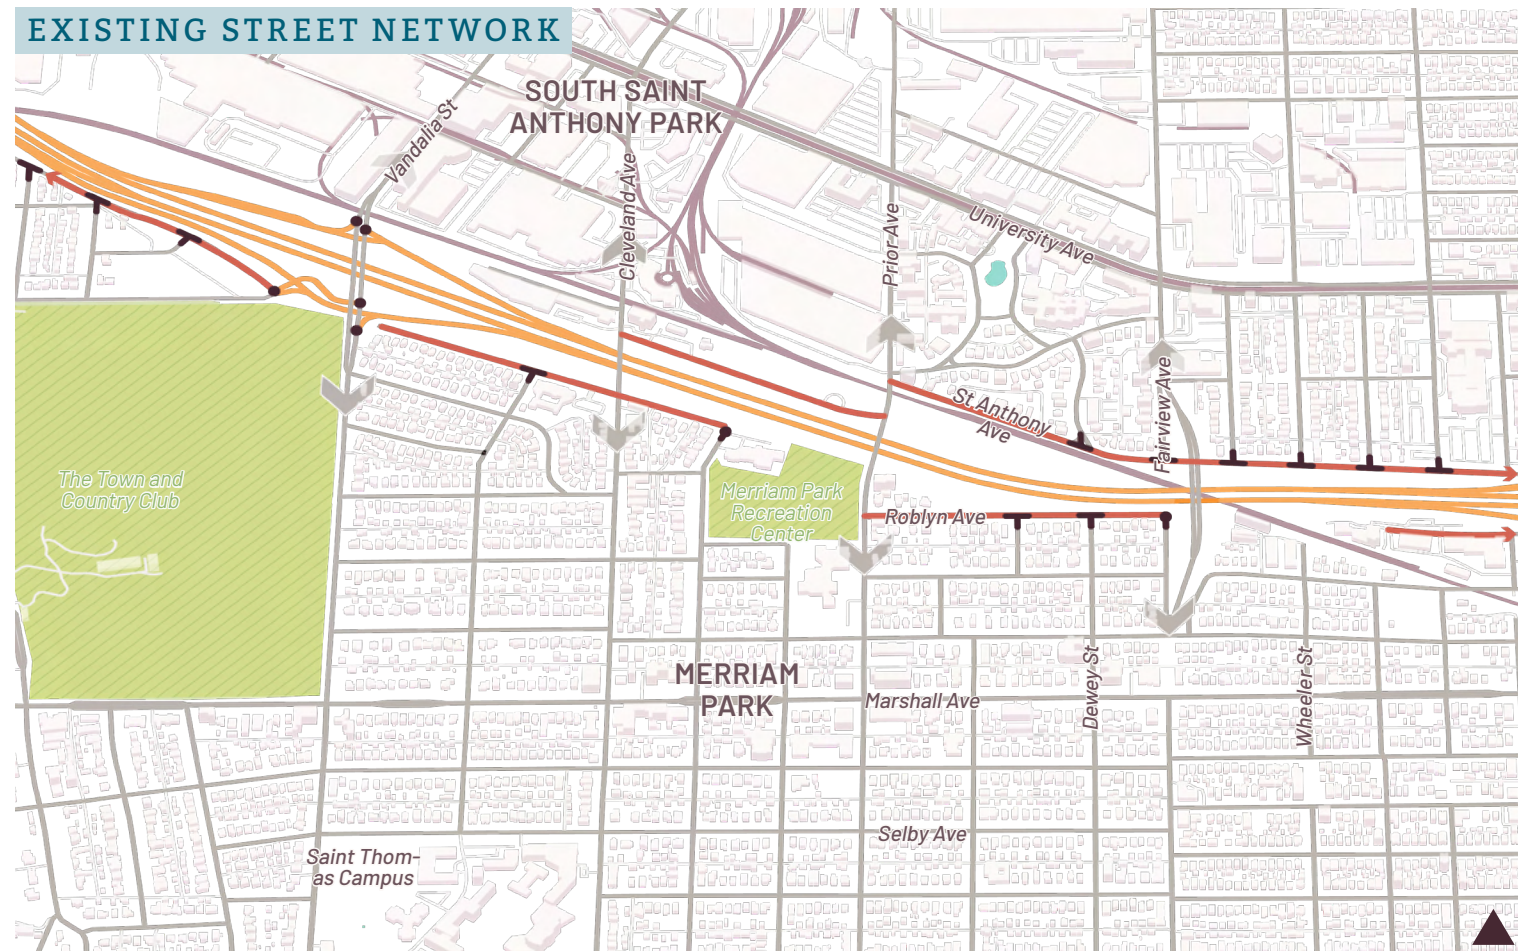 EXISTING STREET NETWORK
SOUTH SAINT
ANTHONY PARK
Vandalia St
Cleveland Ave
Prior Ave
University Ave
St Anthony
Ave
Fairview Ave
The Town and
Country Club
Merriam Park
Recreation
Center
Roblyn Ave
MERRIAM
PARK
Marshall Ave
Dewey St
Wheeler St
Selby Ave
Saint Thom-
as Campus